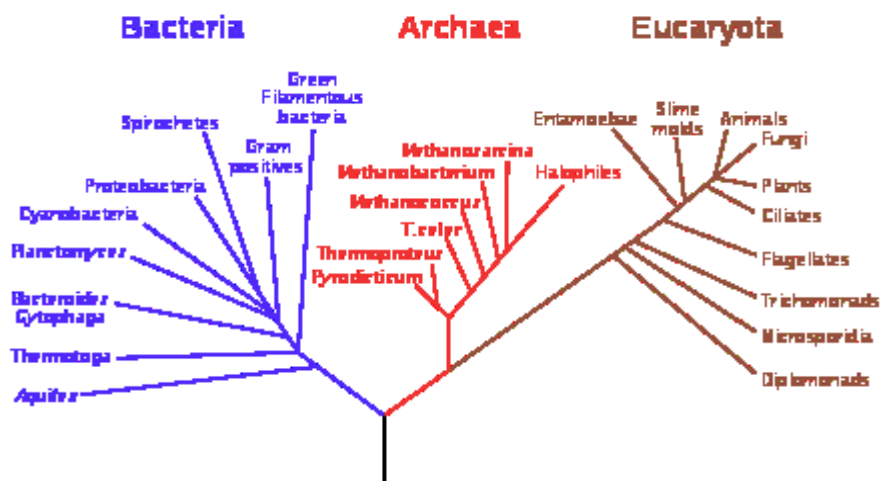 Bacteria
Archaea
Eucaryota
Green
Filamentous
bacteria
Spirochetes
Gram
positives
Proteobacteria
Cyanobacteria
Planctomyces
Bacteroides
Cytophaga
Thermotoga
Aquifex
Methanosarcina
Methanobacterium
Halophiles
Methanococcus
T. celer
Thermoproteus
Pyrodicticum
Entamoebae
Slime
molds
Animals
Fungi
Plants
Ciliates
Flagellates
Trichomonads
Microsporidia
Diplomonads